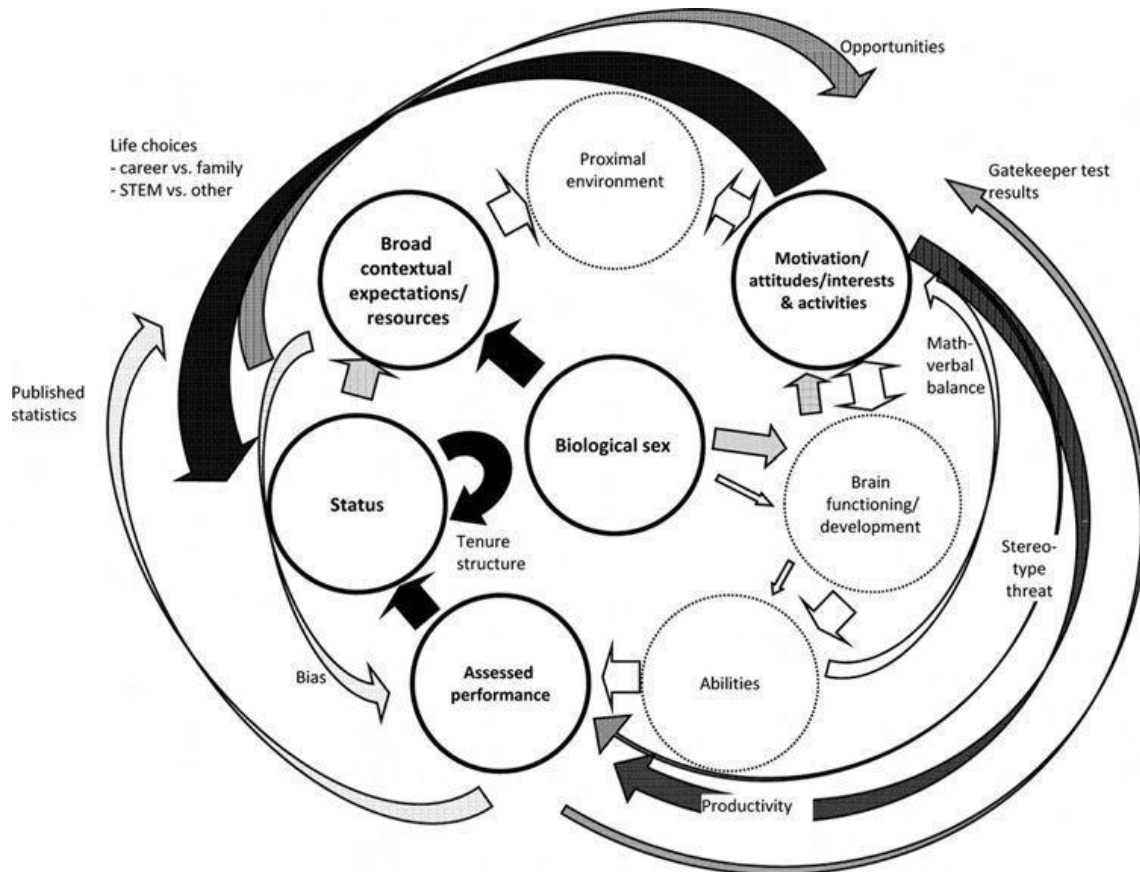 Opportunities
Life choices
- career vs. family
- STEM vs. other
Proximal
environment
Gatekeeper test
results
Broad
contextual
expectations/
resources
Motivation/
attitudes/interests
& activities
Math-
verbal
balance
Published
statistics
Biological sex
Status
Brain
functioning/
development
Tenure
structure
Stereo-
type
threat
Bias
Assessed
performance
Abilities
Productivity